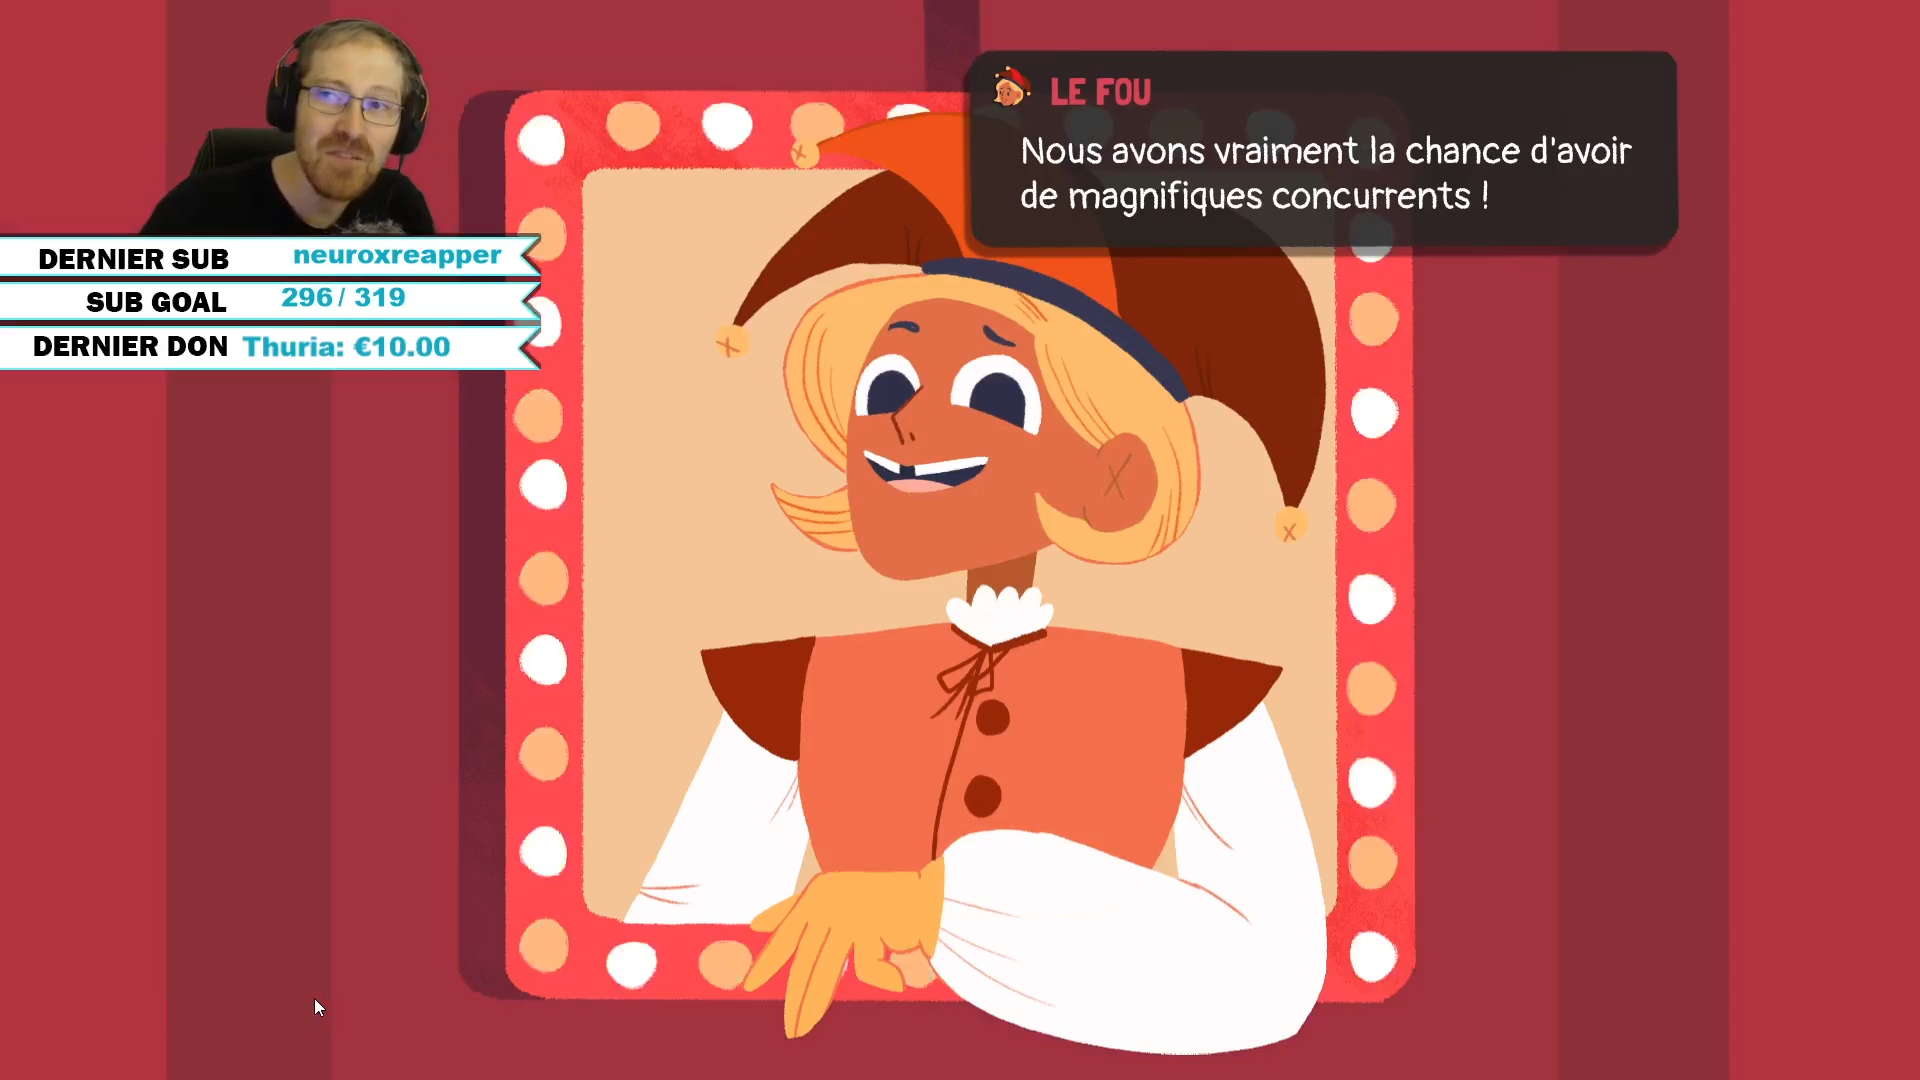 LE FOU
Nous avons vraiment la chance d'avoir
de magnifiques concurrents !
DERNIER SUB neuroxreapper
SUB GOAL 296 / 319
DERNIER DON Thuria: €10.00